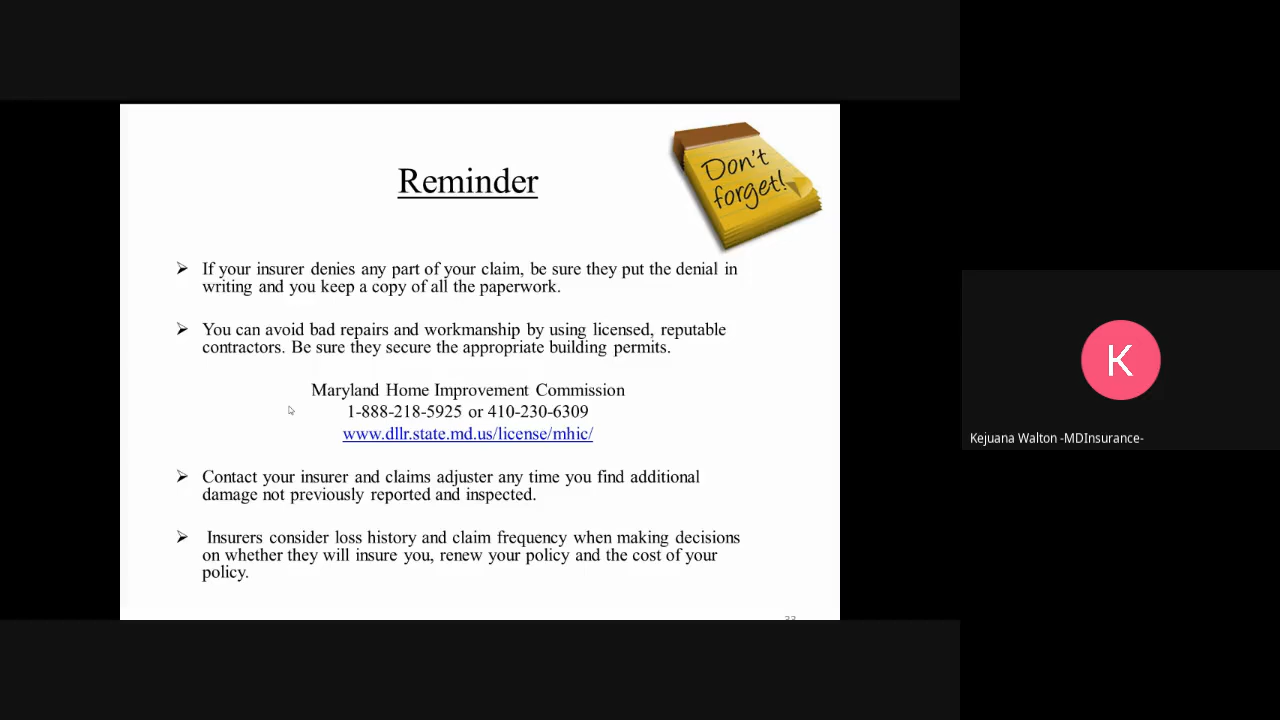 Don't
forget!
Reminder
➢ If your insurer denies any part of your claim, be sure they put the denial in
writing and you keep a copy of all the paperwork.
➢ You can avoid bad repairs and workmanship by using licensed, reputable
contractors. Be sure they secure the appropriate building permits.
Maryland Home Improvement Commission
1-888-218-5925 or 410-230-6309
www.dllr.state.md.us/license/mhic/
➢ Contact your insurer and claims adjuster any time you find additional
damage not previously reported and inspected.
➢ Insurers consider loss history and claim frequency when making decisions
on whether they will insure you, renew your policy and the cost of your
policy.
K
Kejuana Walton -MDInsurance-